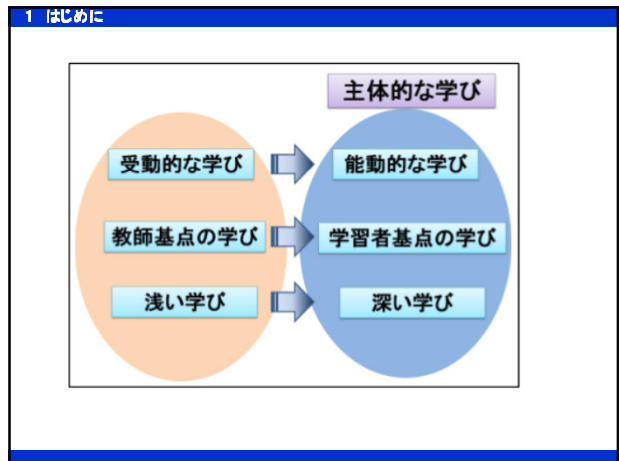 1 はじめに
主体的な学び
受動的な学び
能動的な学び
教師基点の学び
学習者基点の学び
浅い学び
深い学び